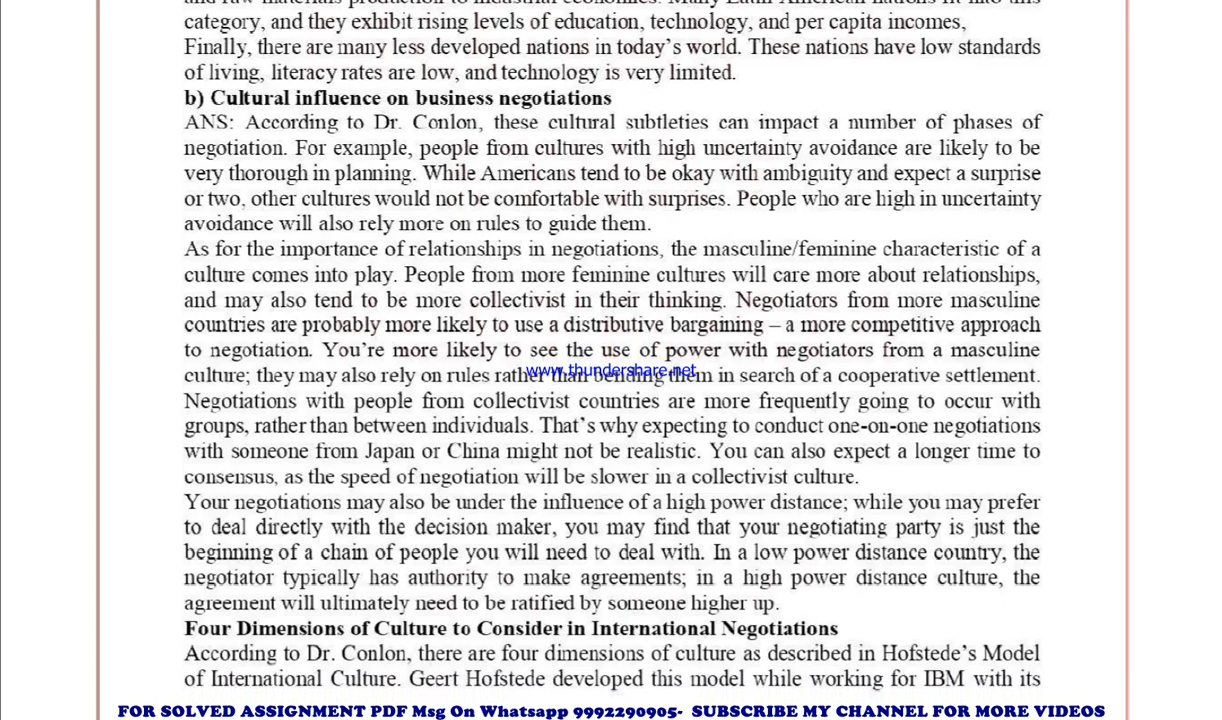 category, and they exhibit rising levels of education, technology, and per capita incomes,
Finally, there are many less developed nations in today's world. These nations have low standards
of living, literacy rates are low, and technology is very limited.
b) Cultural influence on business negotiations
ANS: According to Dr. Conlon, these cultural subtleties can impact a number of phases of
negotiation. For example, people from cultures with high uncertainty avoidance are likely to be
very thorough in planning. While Americans tend to be okay with ambiguity and expect a surprise
or two, other cultures would not be comfortable with surprises. People who are high in uncertainty
avoidance will also rely more on rules to guide them.
As for the importance of relationships in negotiations, the masculine/feminine characteristic of a
culture comes into play. People from more feminine cultures will care more about relationships,
and may also tend to be more collectivist in their thinking. Negotiators from more masculine
countries are probably more likely to use a distributive bargaining – a more competitive approach
to negotiation. You're more likely to see the use of power with negotiators from a masculine
culture; they may also rely on rules rather than bending them in search of a cooperative settlement.
www.thundershare.net
Negotiations with people from collectivist countries are more frequently going to occur with
groups, rather than between individuals. That's why expecting to conduct one-on-one negotiations
with someone from Japan or China might not be realistic. You can also expect a longer time to
consensus, as the speed of negotiation will be slower in a collectivist culture.
Your negotiations may also be under the influence of a high power distance; while you may prefer
to deal directly with the decision maker, you may find that your negotiating party is just the
beginning of a chain of people you will need to deal with. In a low power distance country, the
negotiator typically has authority to make agreements; in a high power distance culture, the
agreement will ultimately need to be ratified by someone higher up.
Four Dimensions of Culture to Consider in International Negotiations
According to Dr. Conlon, there are four dimensions of culture as described in Hofstede's Model
of International Culture. Geert Hofstede developed this model while working for IBM with its
FOR SOLVED ASSIGNMENT PDF Msg On Whatsapp 9992290905- SUBSCRIBE MY CHANNEL FOR MORE VIDEOS